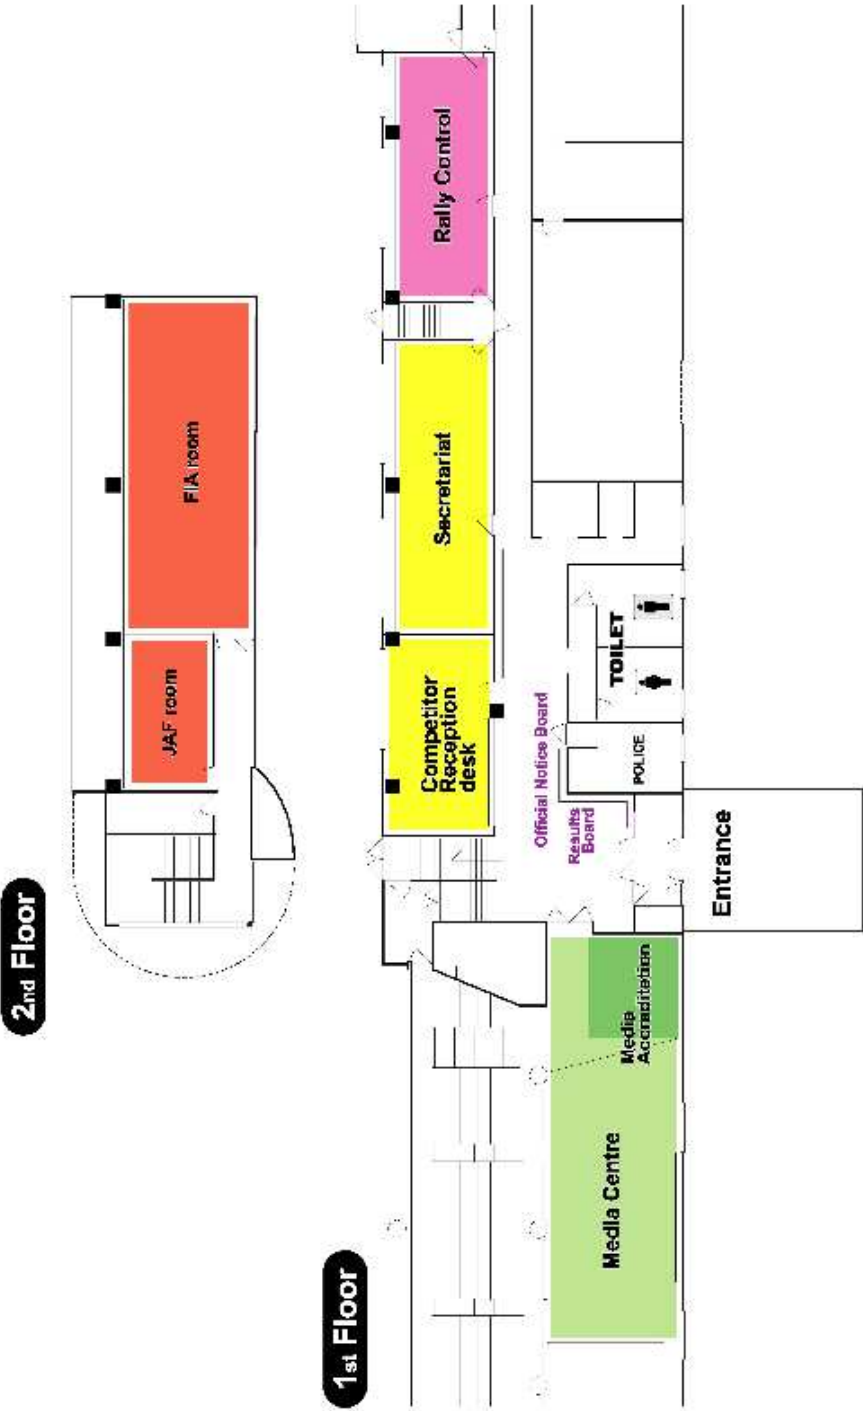 2nd Floor
JAF room
FIA room
1st Floor
Competitor
Reception
desk
Secretariat
Rally Control
Official Notice Board
Results
Board
POLICE
TOILET
Entrance
Media Centre
Media
Accreditation